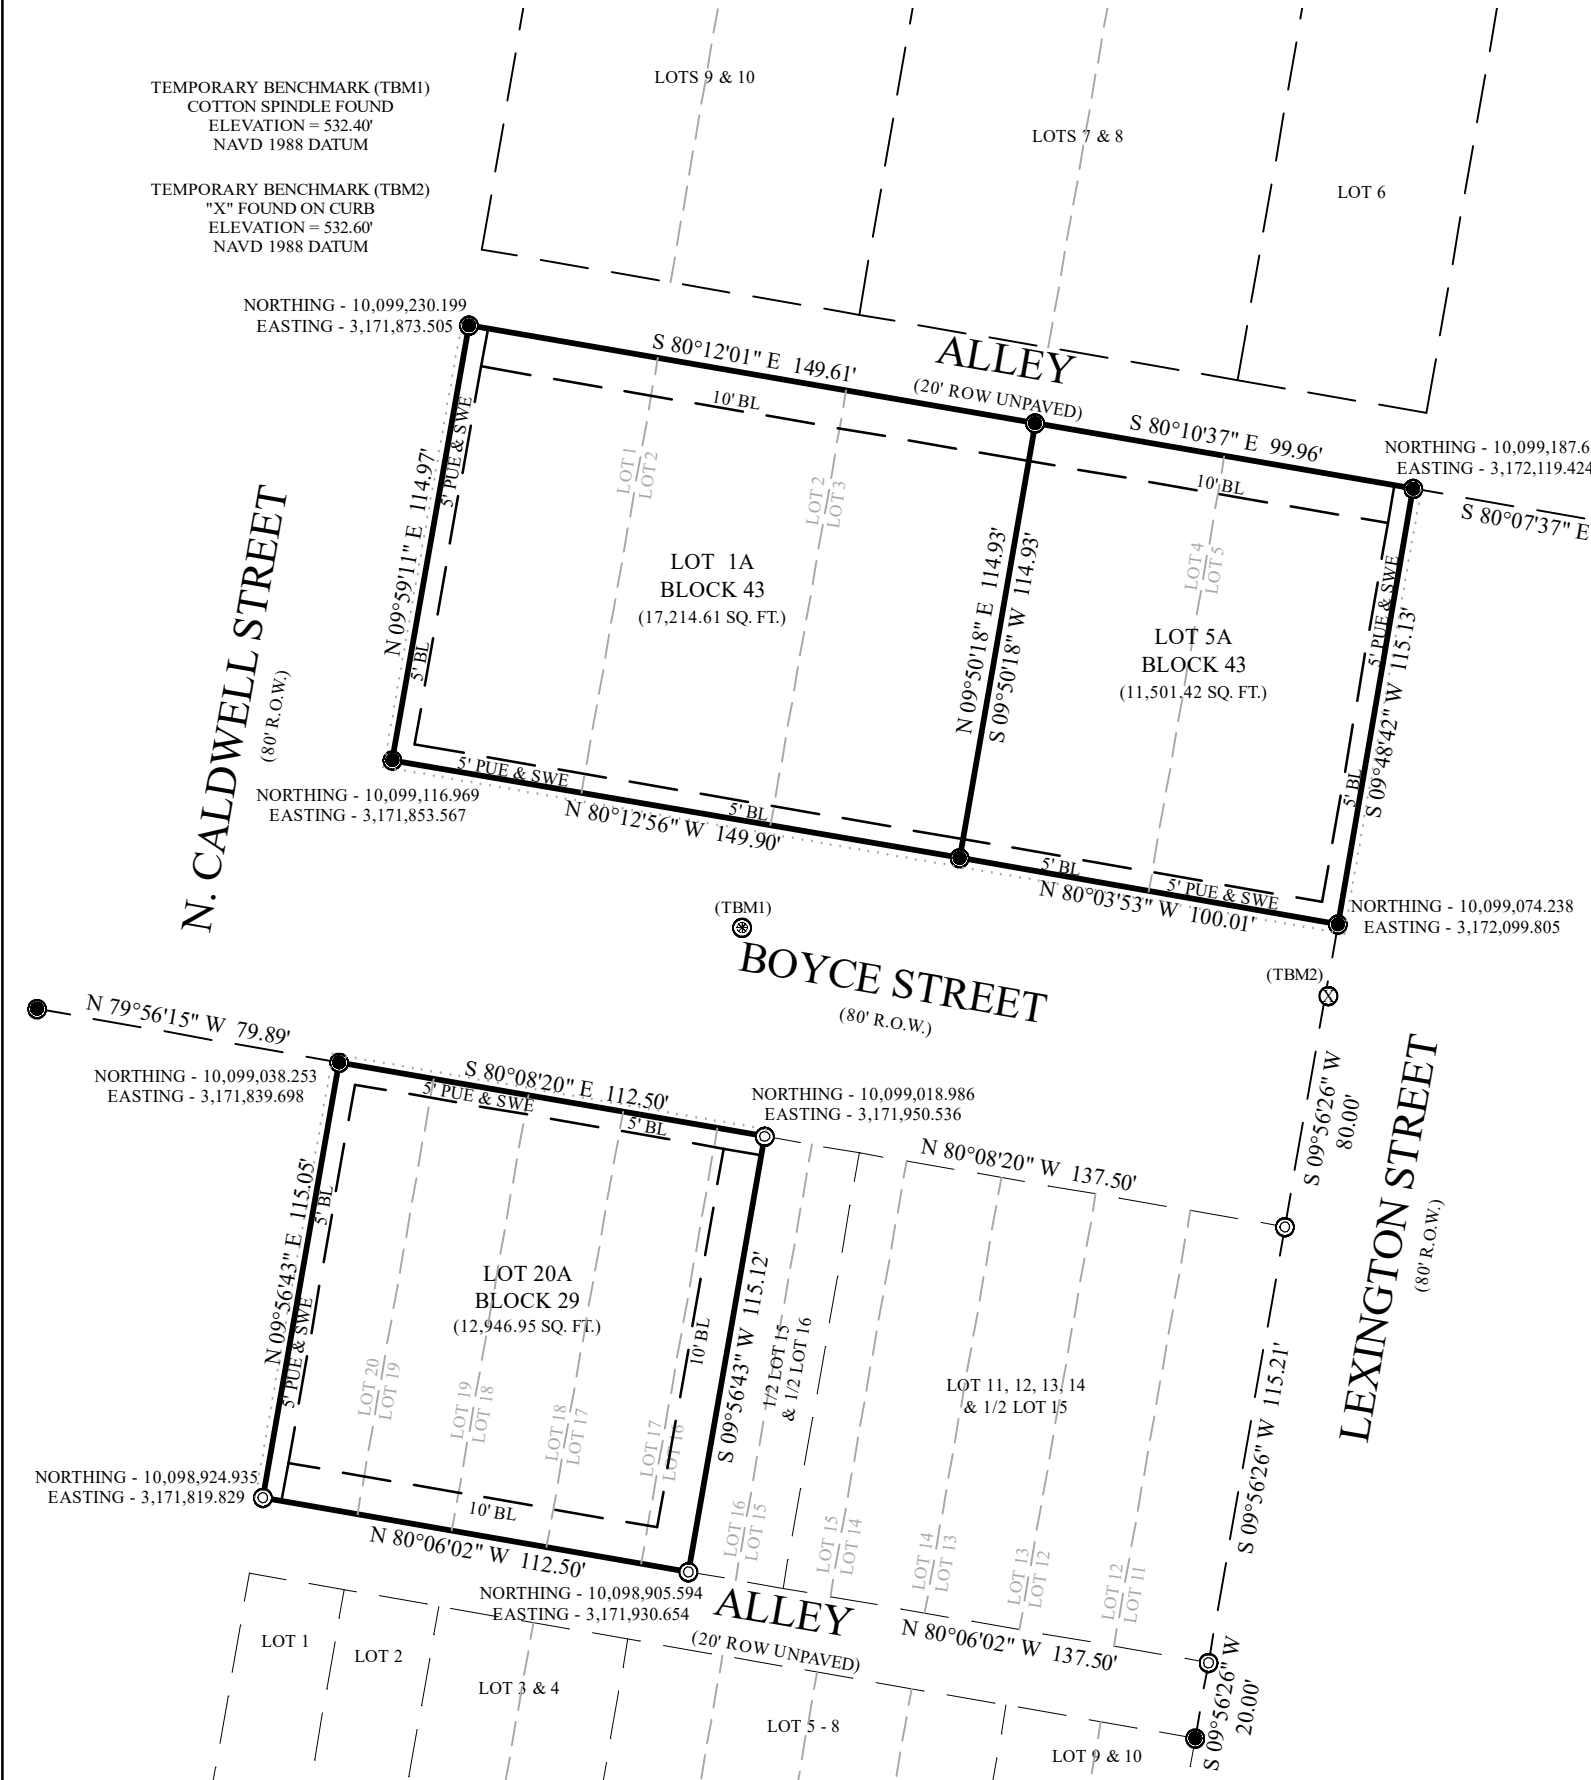 LOTS 9 & 10
TEMPORARY BENCHMARK (TBM1)
COTTON SPINDLE FOUND
ELEVATION = 532.40'
NAVD 1988 DATUM
LOTS 7 & 8
LOT 6
TEMPORARY BENCHMARK (TBM2)
"X" FOUND ON CURB
ELEVATION = 532.60'
NAVD 1988 DATUM
NORTHING - 10,099,230.199
EASTING - 3,171,873.505
S 80°12'01" E 149.61'
ALLEY
(20' ROW UNPAVED)
S 80°10'37" E 99.96'
NORTHING - 10,099,187.6
EASTING - 3,172,119.424
S 80°07'37" E
10' BL
10' BL
N 09°59'11" E 114.97'
5' PUE & SWE
5' BL
LOT 1
LOT 2
LOT 2
LOT 3
LOT 4
LOT 5
LOT 1A
BLOCK 43
(17,214.61 SQ. FT.)
N 09°50'18" E 114.93'
S 09°50'18" W 114.93'
LOT 5A
BLOCK 43
(11,501.42 SQ. FT.)
5' PUE & SWE
5' BL
S 09°48'42" W 115.13'
N. CALDWELL STREET
(80' R.O.W.)
5' PUE & SWE
5' BL
N 80°12'56" W 149.90'
NORTHING - 10,099,116.969
EASTING - 3,171,853.567
5' BL
5' PUE & SWE
N 80°03'53" W 100.01'
NORTHING - 10,099,074.238
EASTING - 3,172,099.805
(TBM1)
BOYCE STREET
(80' R.O.W.)
(TBM2)
N 79°56'15" W 79.89'
NORTHING - 10,099,038.253
EASTING - 3,171,839.698
S 80°08'20" E 112.50'
5' PUE & SWE
5' BL
NORTHING - 10,099,018.986
EASTING - 3,171,950.536
N 80°08'20" W 137.50'
S 09°56'26" W
80.00'
LEXINGTON STREET
(80' R.O.W.)
N 09°56'43" E 115.05'
5' BL
5' PUE & SWE
LOT 20A
BLOCK 29
(12,946.95 SQ. FT.)
10' BL
S 09°56'43" W 115.12'
1/2 LOT 15
& 1/2 LOT 16
LOT 11, 12, 13, 14
& 1/2 LOT 15
S 09°56'26" W 115.21'
LOT 20
LOT 19
LOT 19
LOT 18
LOT 18
LOT 17
LOT 17
LOT 16
LOT 16
LOT 15
LOT 15
LOT 14
LOT 14
LOT 13
LOT 13
LOT 12
LOT 12
LOT 11
NORTHING - 10,098,924.935
EASTING - 3,171,819.829
10' BL
N 80°06'02" W 112.50'
NORTHING - 10,098,905.594
EASTING - 3,171,930.654
ALLEY
(20' ROW UNPAVED)
N 80°06'02" W 137.50'
S 09°56'26" W
20.00'
LOT 1
LOT 2
LOT 3 & 4
LOT 5 - 8
LOT 9 & 10